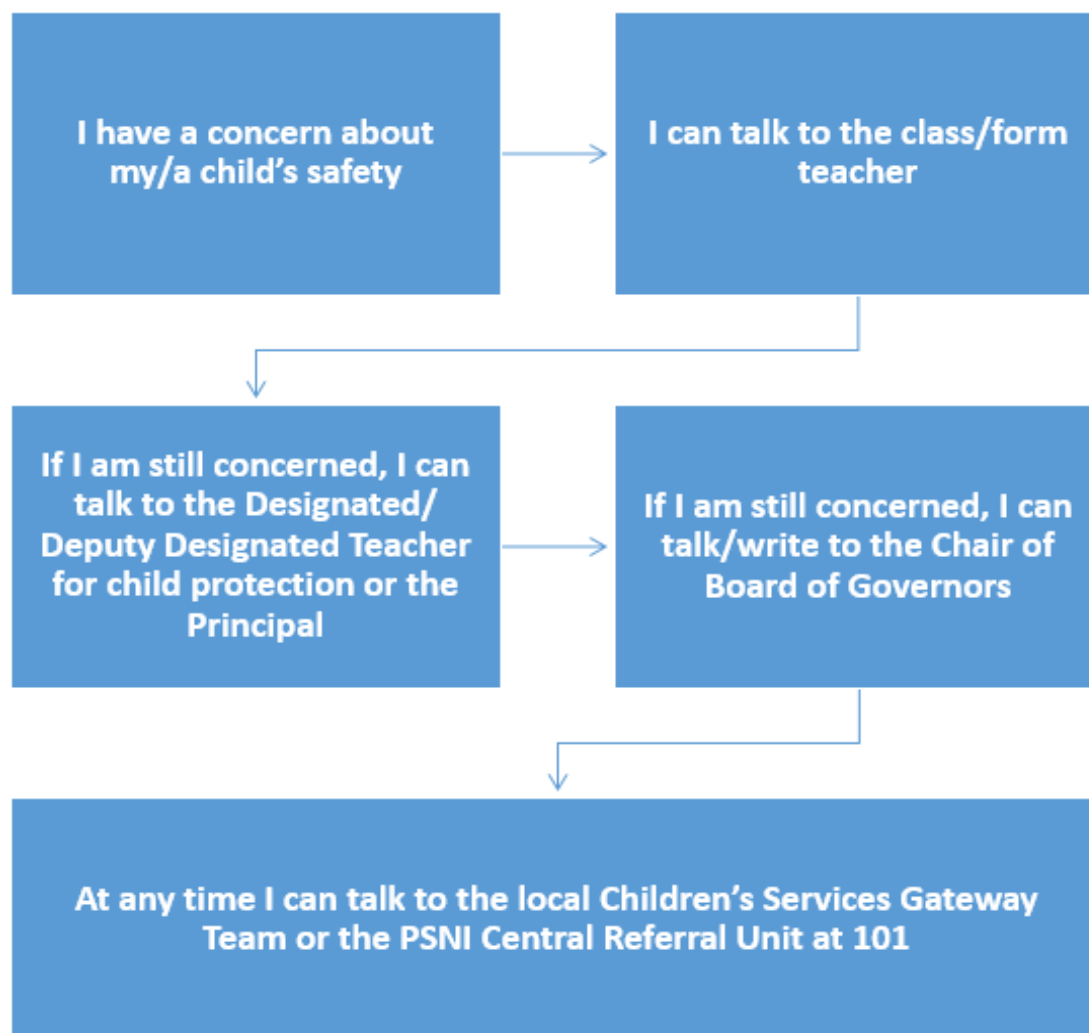 I have a concern about
my/a child's safety
I can talk to the class/form
teacher
If I am still concerned, I can
talk to the Designated/
Deputy Designated Teacher
for child protection or the
Principal
If I am still concerned, I can
talk/write to the Chair of
Board of Governors
At any time I can talk to the local Children's Services Gateway
Team or the PSNI Central Referral Unit at 101